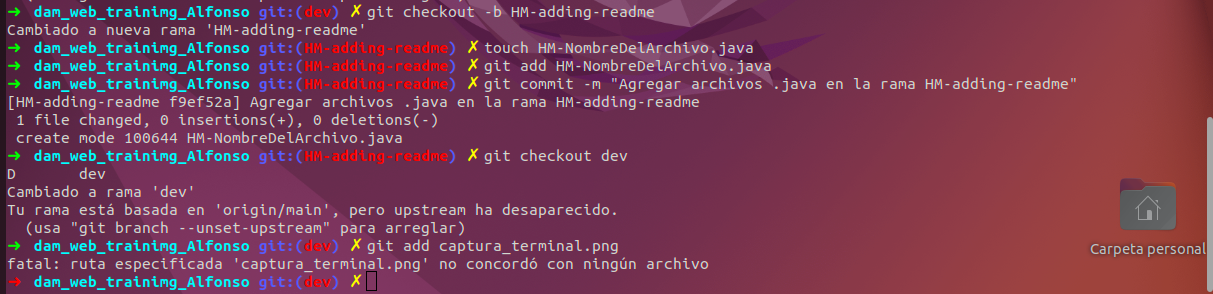 ➜ dam_web_trainimg_Alfonso git:(dev) ✗ git checkout -b HM-adding-readme
Cambiado a nueva rama 'HM-adding-readme'
➜ dam_web_trainimg_Alfonso git:(HM-adding-readme) ✗ touch HM-NombreDelArchivo.java
➜ dam_web_trainimg_Alfonso git:(HM-adding-readme) ✗ git add HM-NombreDelArchivo.java
➜ dam_web_trainimg_Alfonso git:(HM-adding-readme) ✗ git commit -m "Agregar archivos .java en la rama HM-adding-readme"
[HM-adding-readme f9ef52a] Agregar archivos .java en la rama HM-adding-readme
 1 file changed, 0 insertions(+), 0 deletions(-)
 create mode 100644 HM-NombreDelArchivo.java
➜ dam_web_trainimg_Alfonso git:(HM-adding-readme) ✗ git checkout dev
D       dev
Cambiado a rama 'dev'
Tu rama está basada en 'origin/main', pero upstream ha desaparecido.
  (usa "git branch --unset-upstream" para arreglar)
➜ dam_web_trainimg_Alfonso git:(dev) ✗ git add captura_terminal.png
fatal: ruta especificada 'captura_terminal.png' no concordó con ningún archivo
➜ dam_web_trainimg_Alfonso git:(dev) ✗
Carpeta personal